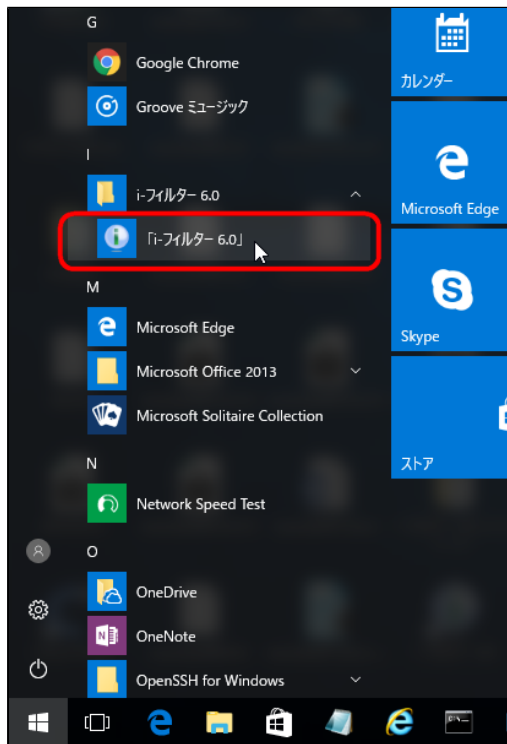 G
Google Chrome
Groove ミュージック
I
i-フィルター 6.0
「i-フィルター 6.0」
M
Microsoft Edge
Microsoft Office 2013
Microsoft Solitaire Collection
N
Network Speed Test
O
OneDrive
OneNote
OpenSSH for Windows
カレンダー
Microsoft Edge
Skype
ストア